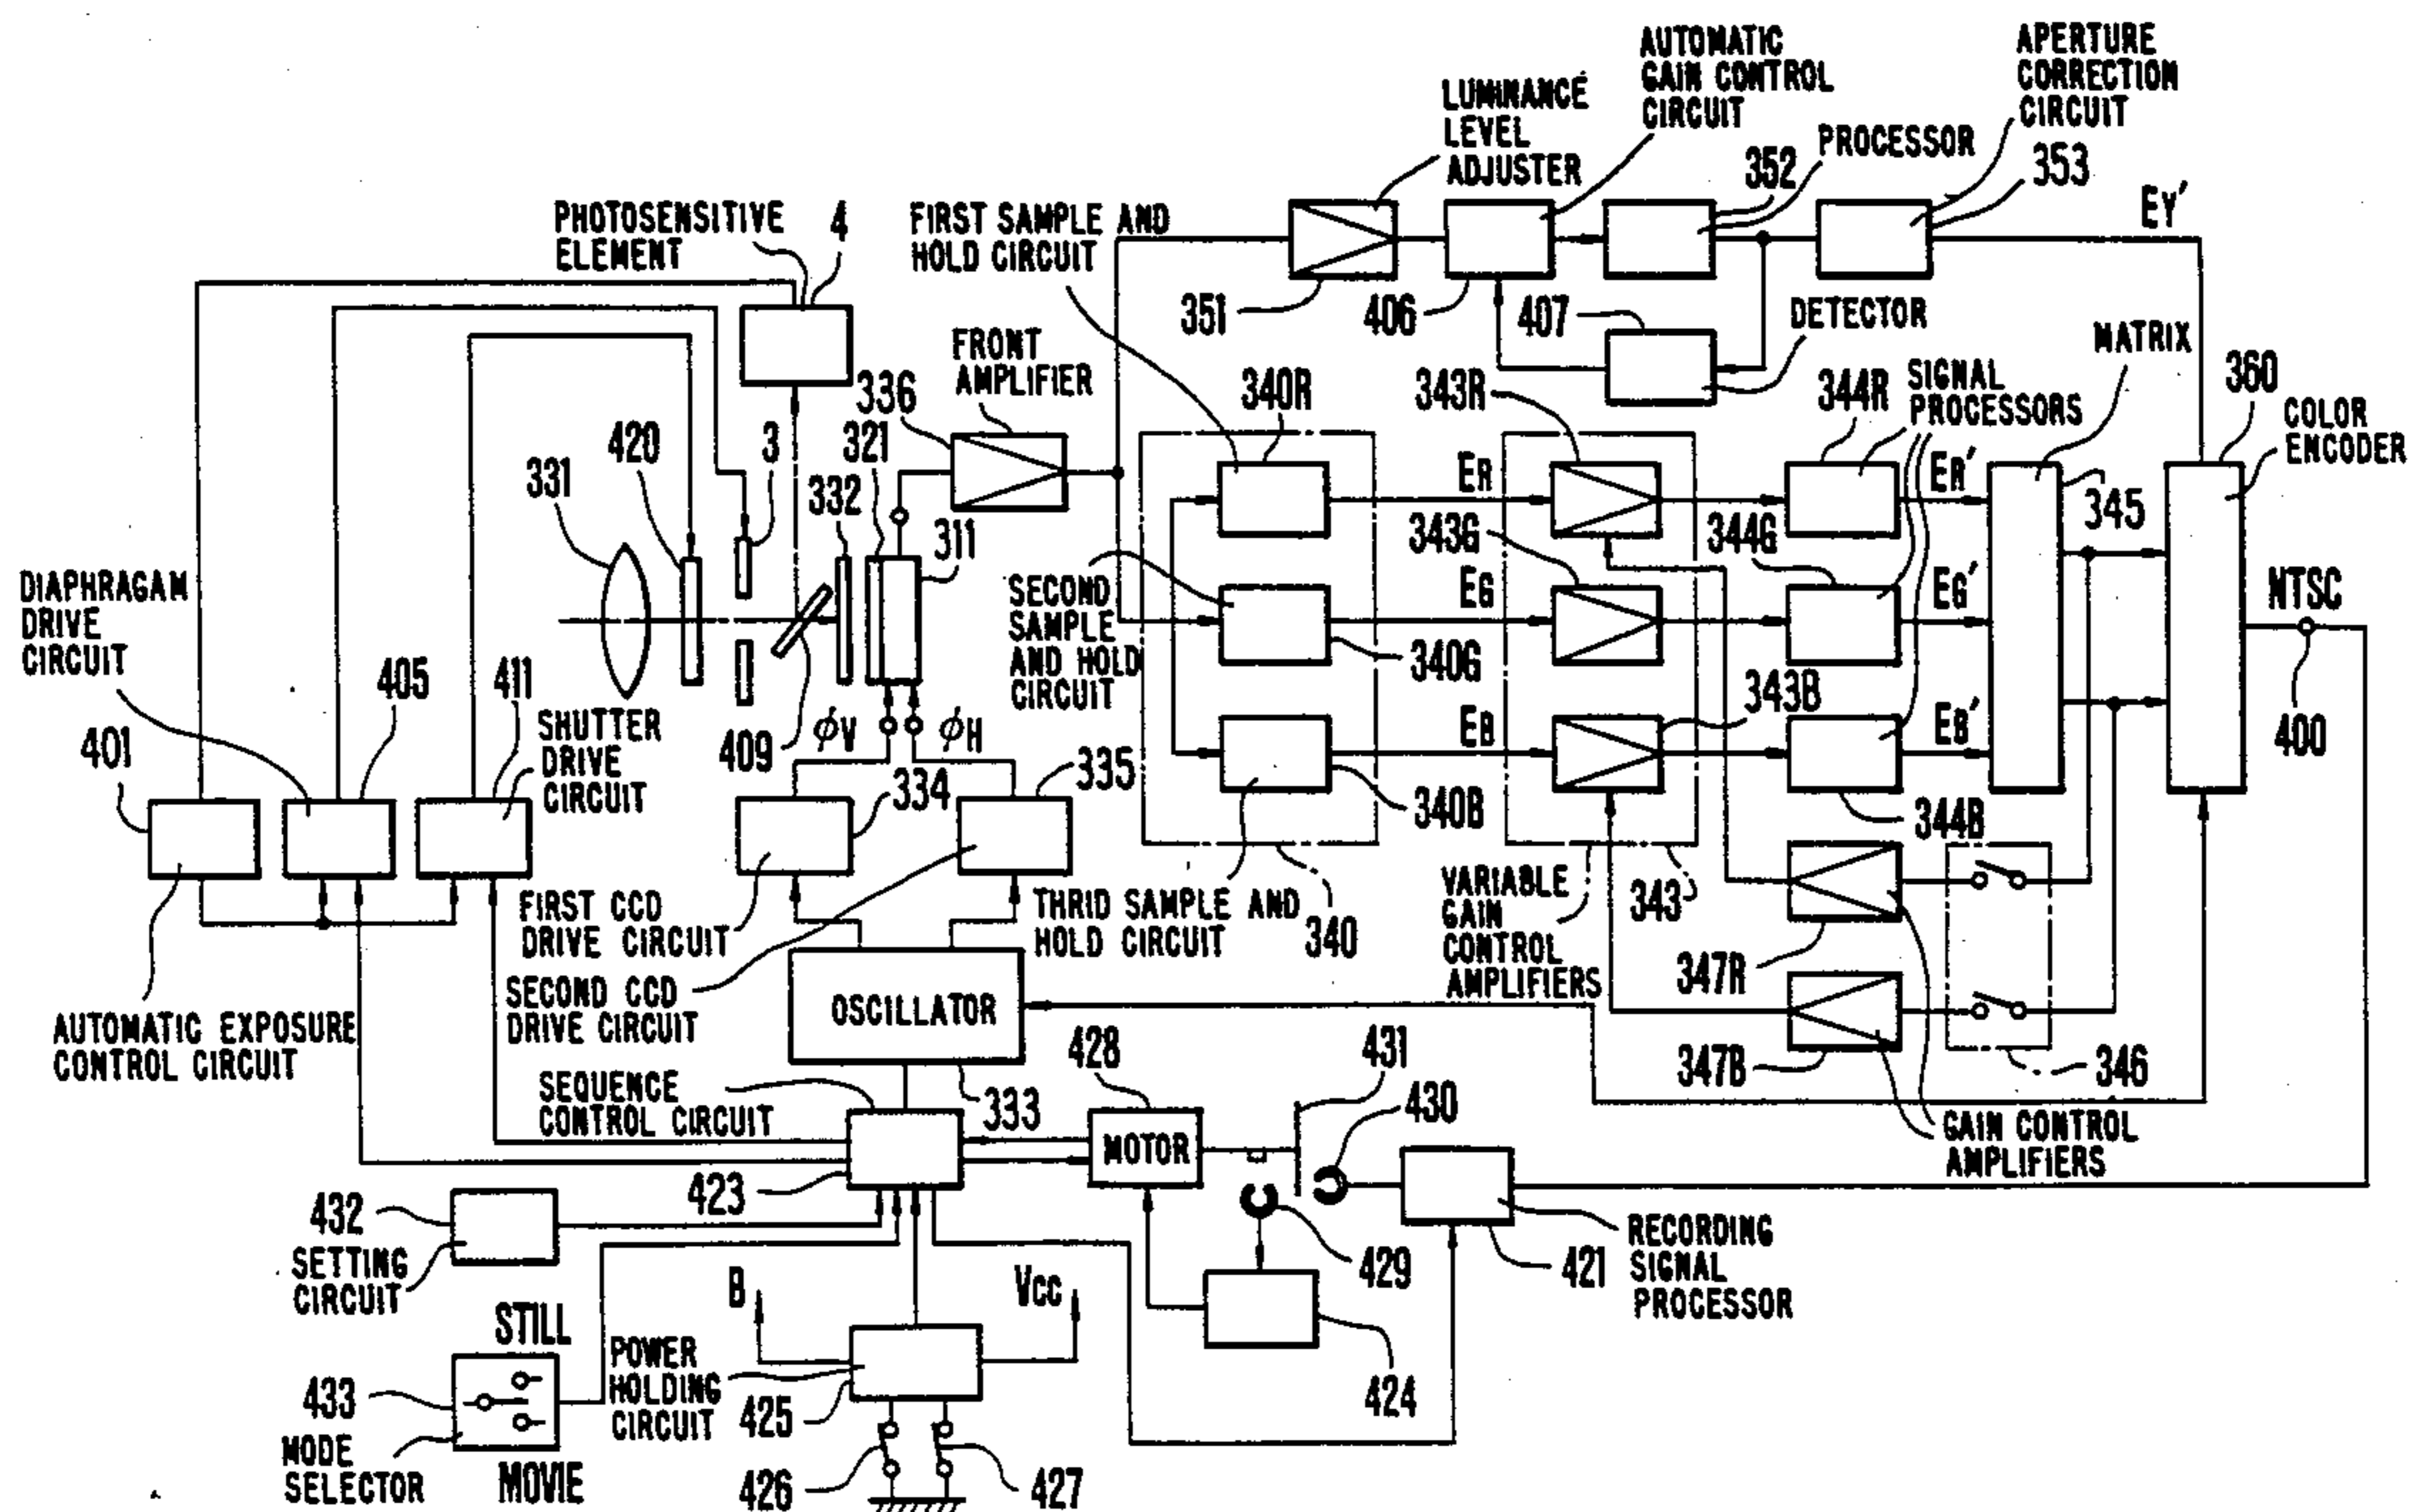 AUTOMATIC
GAIN CONTROL
CIRCUIT
APERTURE
CORRECTION
CIRCUIT
LUMINANCE
LEVEL
ADJUSTER
PROCESSOR
352
353
EY'
PHOTOSENSITIVE
ELEMENT
4
FIRST SAMPLE AND
HOLD CIRCUIT
351
406
407
DETECTOR
MATRIX
FRONT
AMPLIFIER
336
340R
343R
344R
SIGNAL
PROCESSORS
360
COLOR
ENCODER
331
420
3
321
332
311
ER
ER'
345
343G
344G
DIAPHRAGAM
DRIVE
CIRCUIT
SECOND
SAMPLE
AND HOLD
CIRCUIT
EG
EG'
NTSC
340G
343B
401
405
411
SHUTTER
DRIVE
CIRCUIT
409
φV
φH
335
334
EB
EB'
400
340B
344B
FIRST CCD
DRIVE CIRCUIT
THRID SAMPLE AND
HOLD CIRCUIT
340
VARIABLE
GAIN
CONTROL
AMPLIFIERS
343
347R
SECOND CCD
DRIVE CIRCUIT
OSCILLATOR
AUTOMATIC EXPOSURE
CONTROL CIRCUIT
347B
346
SEQUENCE
CONTROL CIRCUIT
333
428
431
430
MOTOR
GAIN CONTROL
AMPLIFIERS
423
432
SETTING
CIRCUIT
429
421
RECORDING
SIGNAL
PROCESSOR
B
VCC
STILL
POWER
HOLDING
CIRCUIT
425
424
433
MODE
SELECTOR
MOVIE
426
427